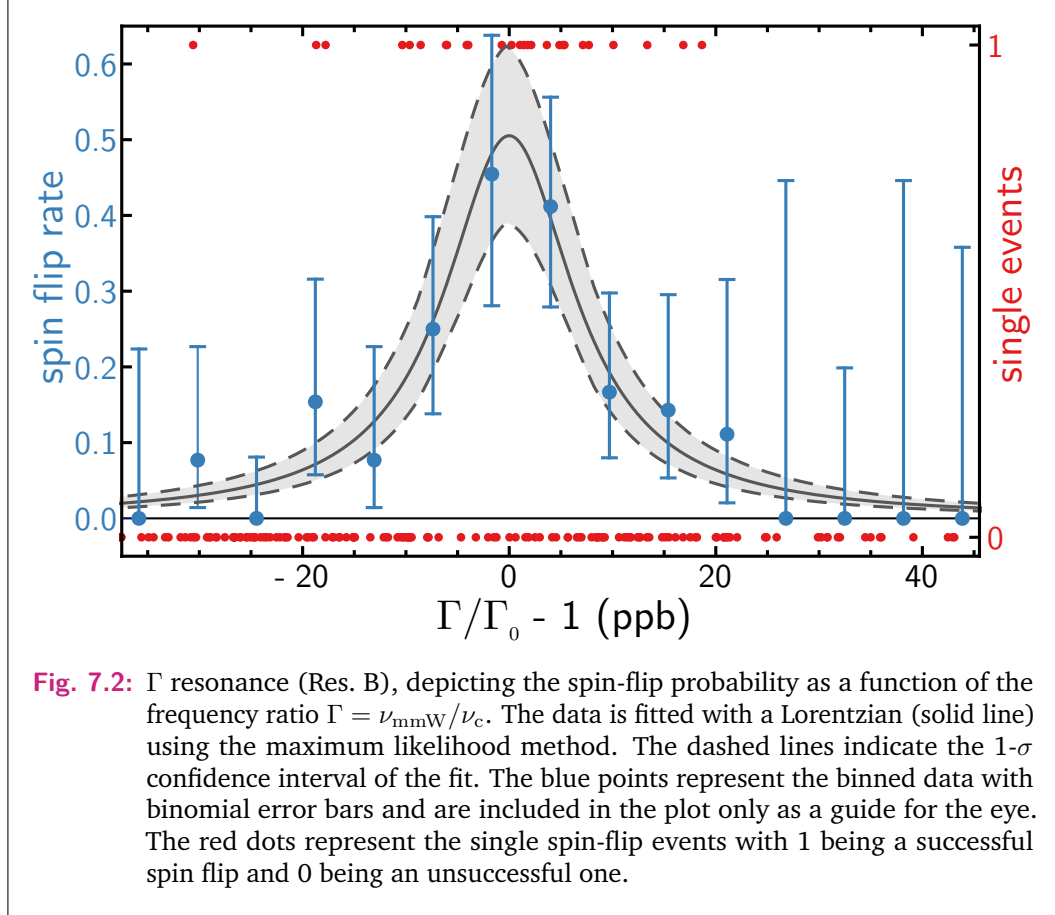 0.6
0.5
0.4
0.3
0.2
0.1
0.0
spin flip rate
1
0
single events
- 20
0
20
40
Γ/Γ₀ - 1 (ppb)
Fig. 7.2: Γ resonance (Res. B), depicting the spin-flip probability as a function of the
frequency ratio Γ = ν_mmW/ν_c. The data is fitted with a Lorentzian (solid line)
using the maximum likelihood method. The dashed lines indicate the 1-σ
confidence interval of the fit. The blue points represent the binned data with
binomial error bars and are included in the plot only as a guide for the eye.
The red dots represent the single spin-flip events with 1 being a successful
spin flip and 0 being an unsuccessful one.